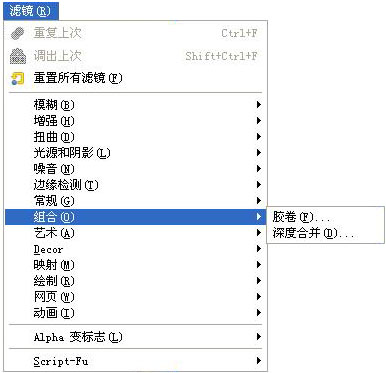 滤镜(R)
重复上次 Ctrl+F
调出上次 Shift+Ctrl+F
重置所有滤镜(F)
模糊(B)
增强(H)
扭曲(D)
光源和阴影(L)
噪音(N)
边缘检测(T)
常规(G)
组合(O)
胶卷(F)...
深度合并(D)...
艺术(A)
Decor
映射(M)
绘制(R)
网页(W)
动画(I)
Alpha 变标志(L)
Script-Fu